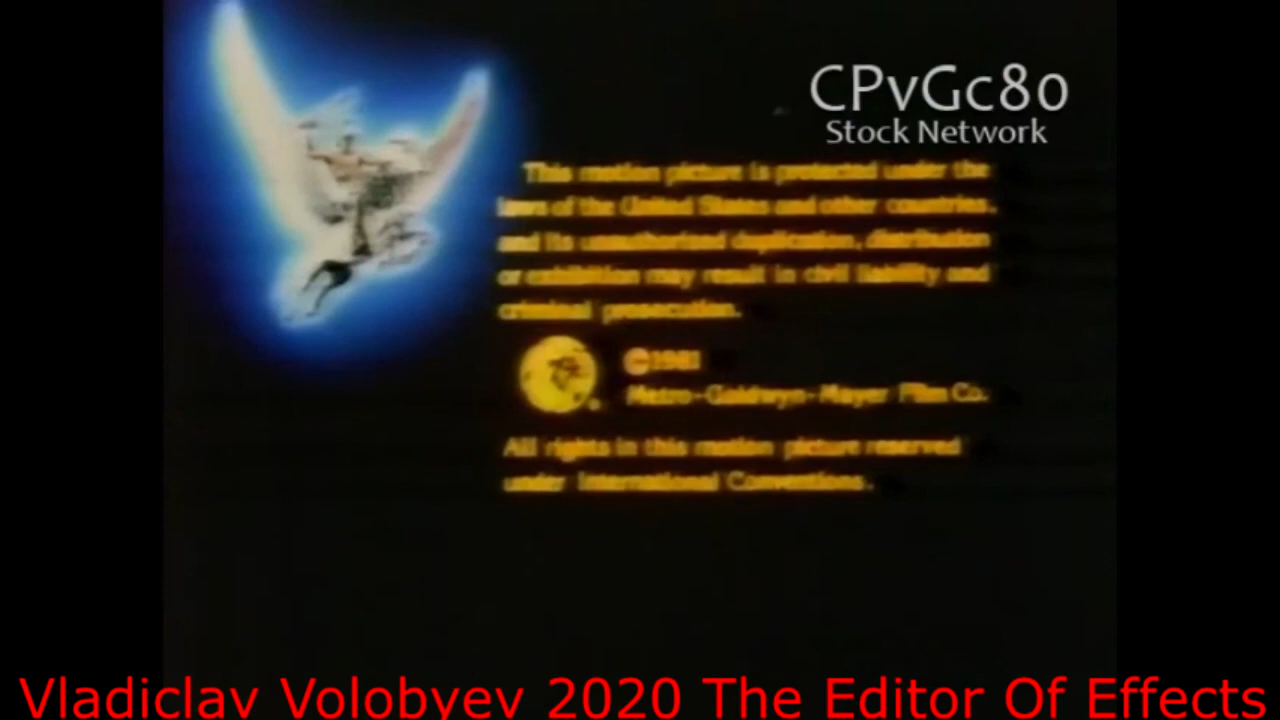 CPvGc80
Stock Network
This motion picture is protected under the
laws of the United States and other countries,
and its unauthorized duplication, distribution
or exhibition may result in civil liability and
criminal prosecution.
©1981
Metro-Goldwyn-Mayer Film Co.
All rights in this motion picture reserved
under International Conventions.
Vladiclav Volobyev 2020 The Editor Of Effects